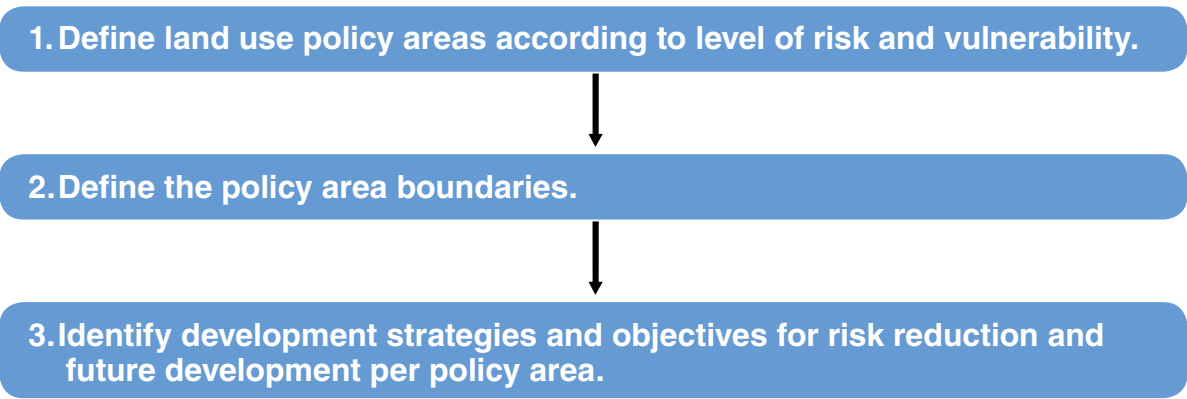 1. Define land use policy areas according to level of risk and vulnerability.
2. Define the policy area boundaries.
3. Identify development strategies and objectives for risk reduction and
future development per policy area.